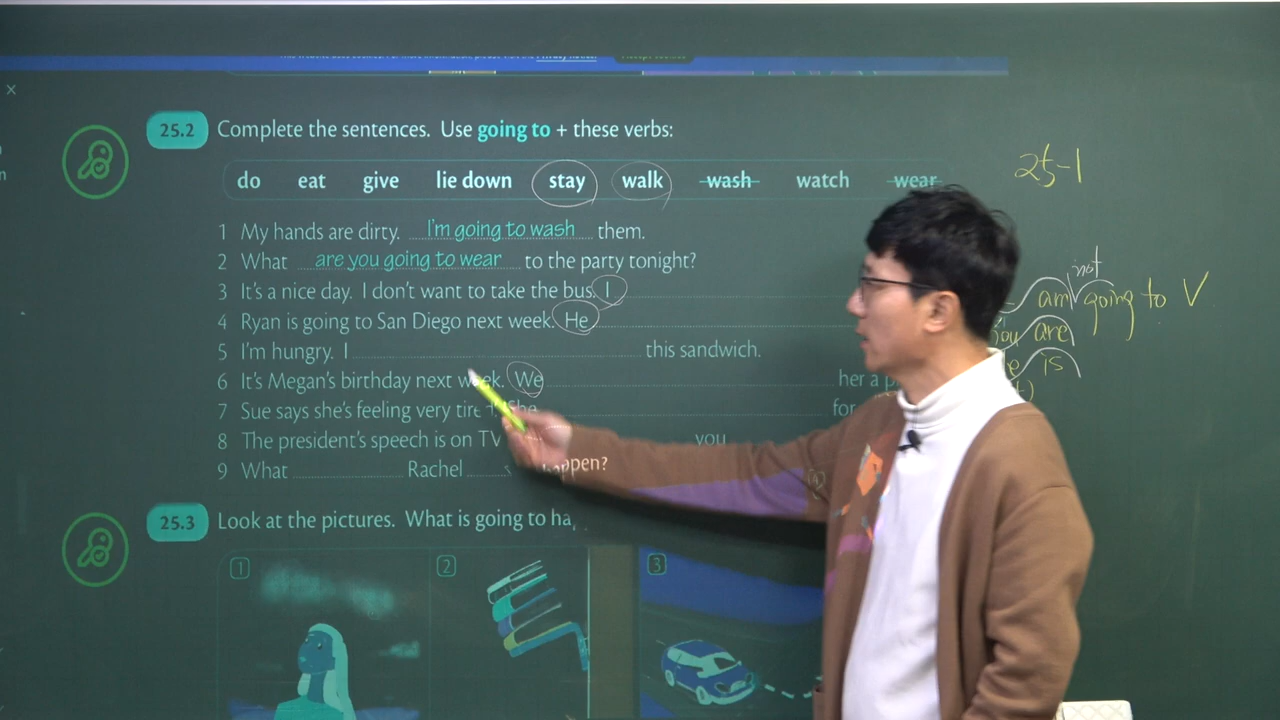 25.2 Complete the sentences. Use going to + these verbs:
do eat give lie down stay walk wash watch wear
1 My hands are dirty. I'm going to wash them.
2 What are you going to wear to the party tonight?
3 It's a nice day. I don't want to take the bus. I
4 Ryan is going to San Diego next week. He
5 I'm hungry. I this sandwich.
6 It's Megan's birthday next week. We her a p
7 Sue says she's feeling very tire She for
8 The president's speech is on TV you
9 What Rachel happen?
25.3 Look at the pictures. What is going to ha
1 2 3
25-1
not
am going to V
you are
is